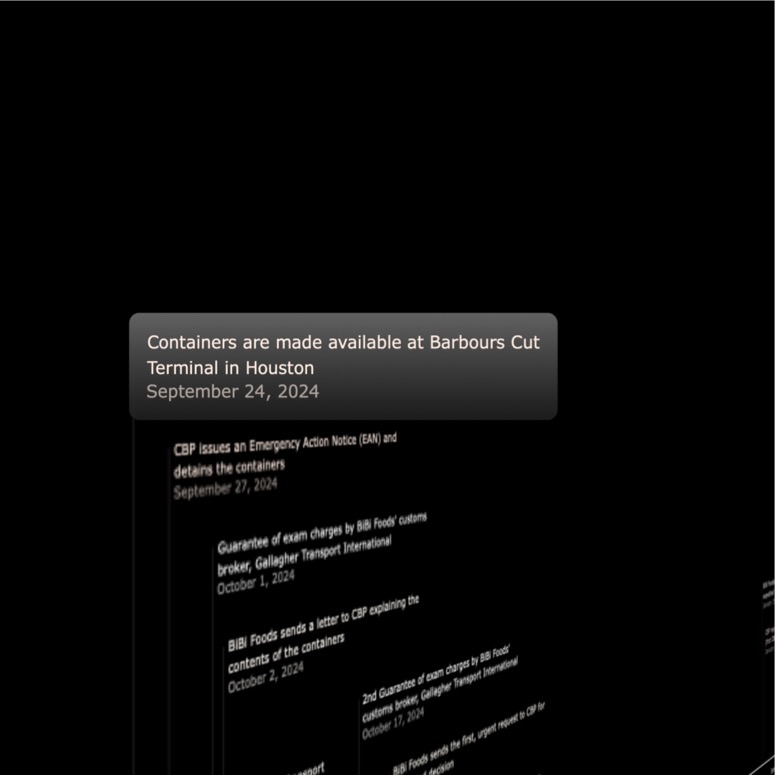 Containers are made available at Barbours Cut
Terminal in Houston
September 24, 2024
CBP issues an Emergency Action Notice (EAN) and
detains the containers
September 27, 2024
Guarantee of exam charges by BiBi Foods' customs
broker, Gallagher Transport International
October 1, 2024
BiBi Foods sends a letter to CBP explaining the
contents of the containers
October 2, 2024
2nd Guarantee of exam charges by BiBi Foods'
customs broker, Gallagher Transport International
October 17, 2024
BiBi Foods sends the first, urgent request to CBP for
decision